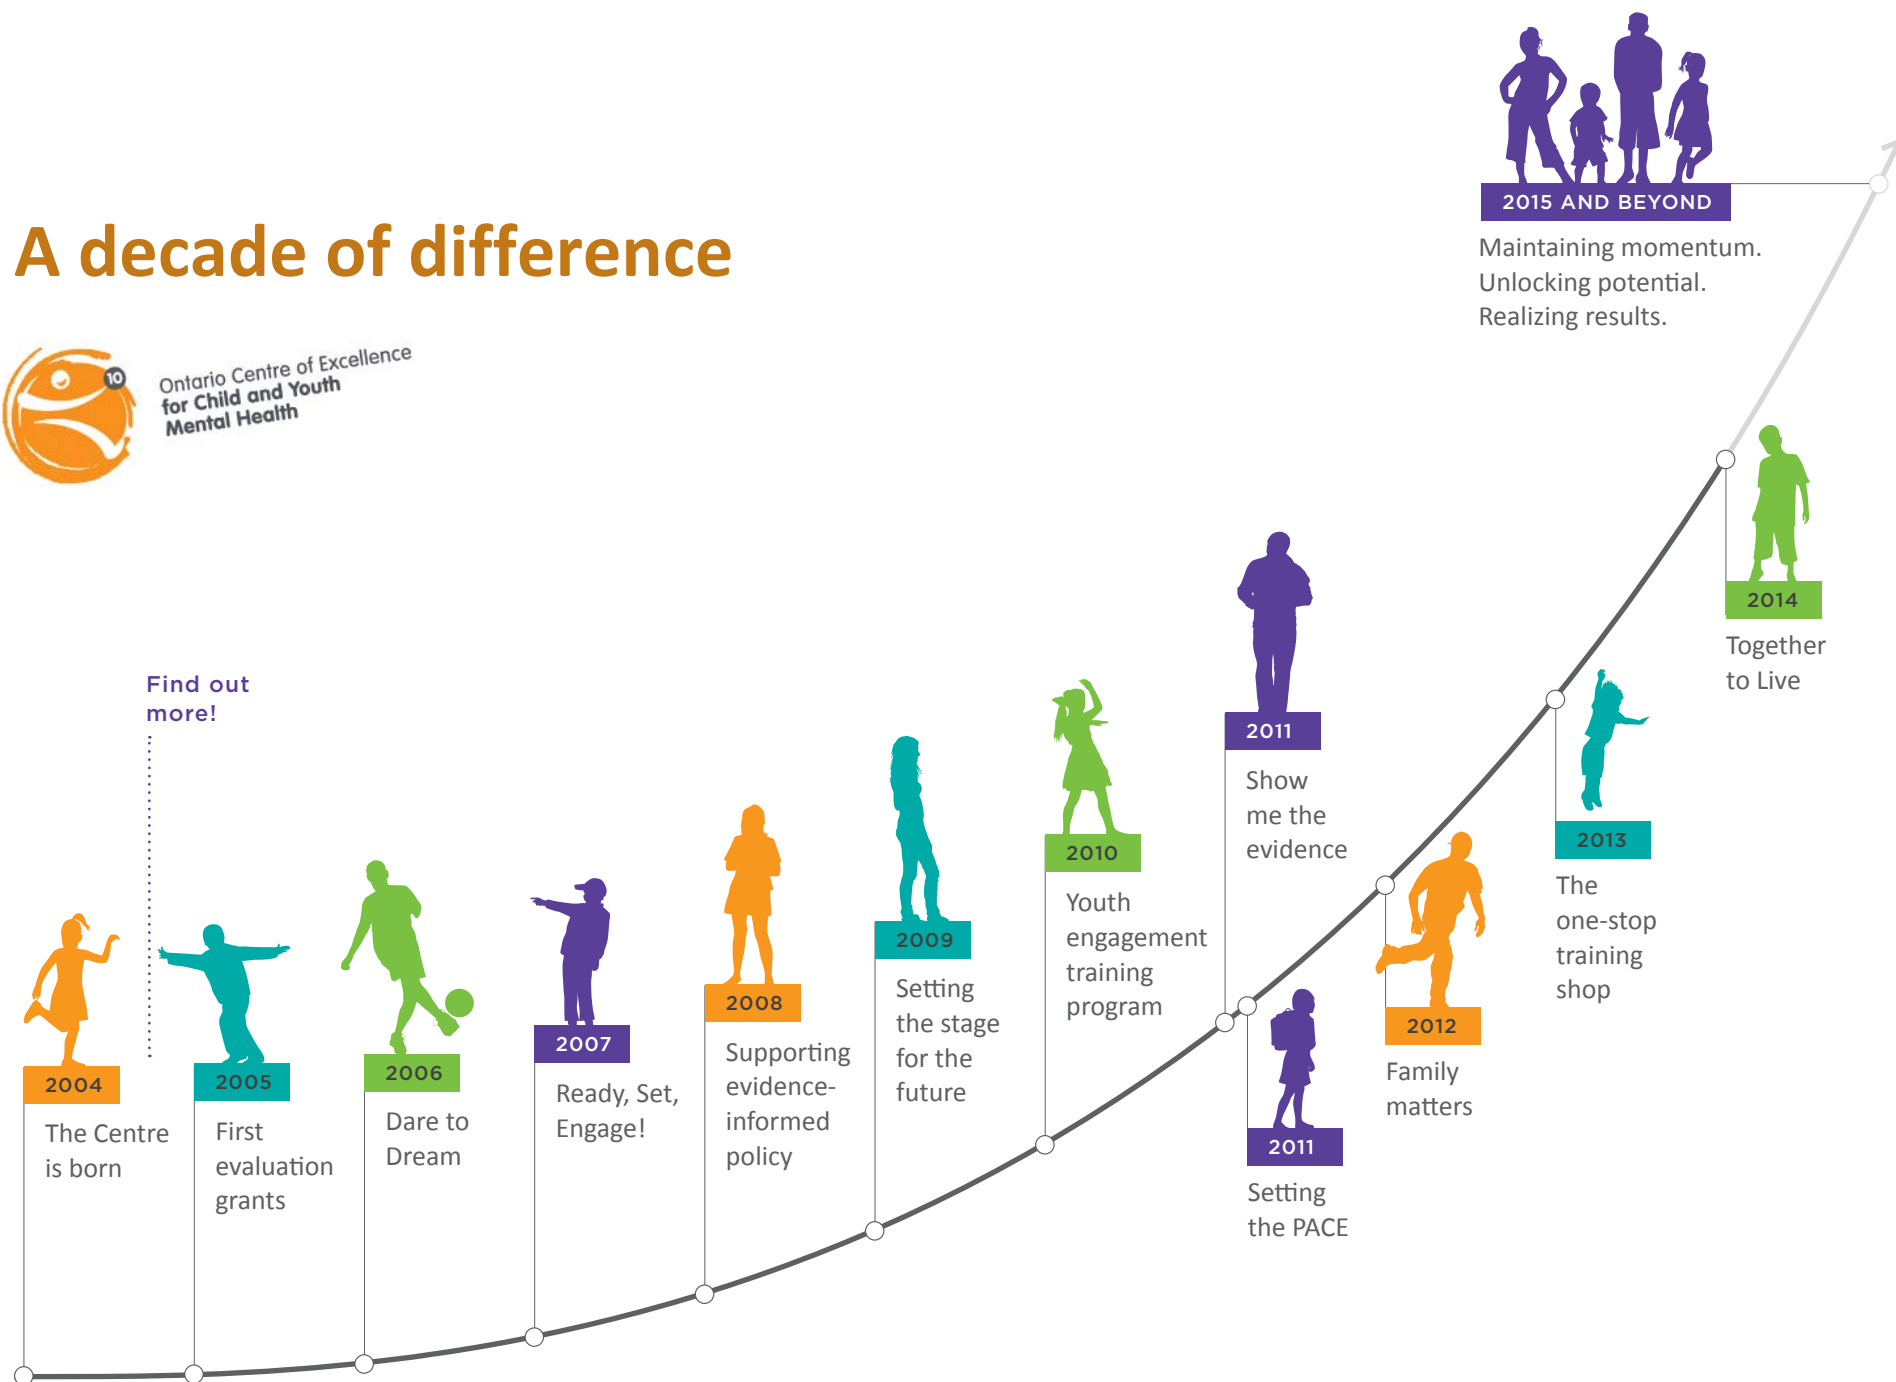 A decade of difference
10
Ontario Centre of Excellence
for Child and Youth
Mental Health
Find out
more!
2004
The Centre
is born
2005
First
evaluation
grants
2006
Dare to
Dream
2007
Ready, Set,
Engage!
2008
Supporting
evidence-
informed
policy
2009
Setting
the stage
for the
future
2010
Youth
engagement
training
program
2011
Show
me the
evidence
2011
Setting
the PACE
2012
Family
matters
2013
The
one-stop
training
shop
2014
Together
to Live
2015 AND BEYOND
Maintaining momentum.
Unlocking potential.
Realizing results.